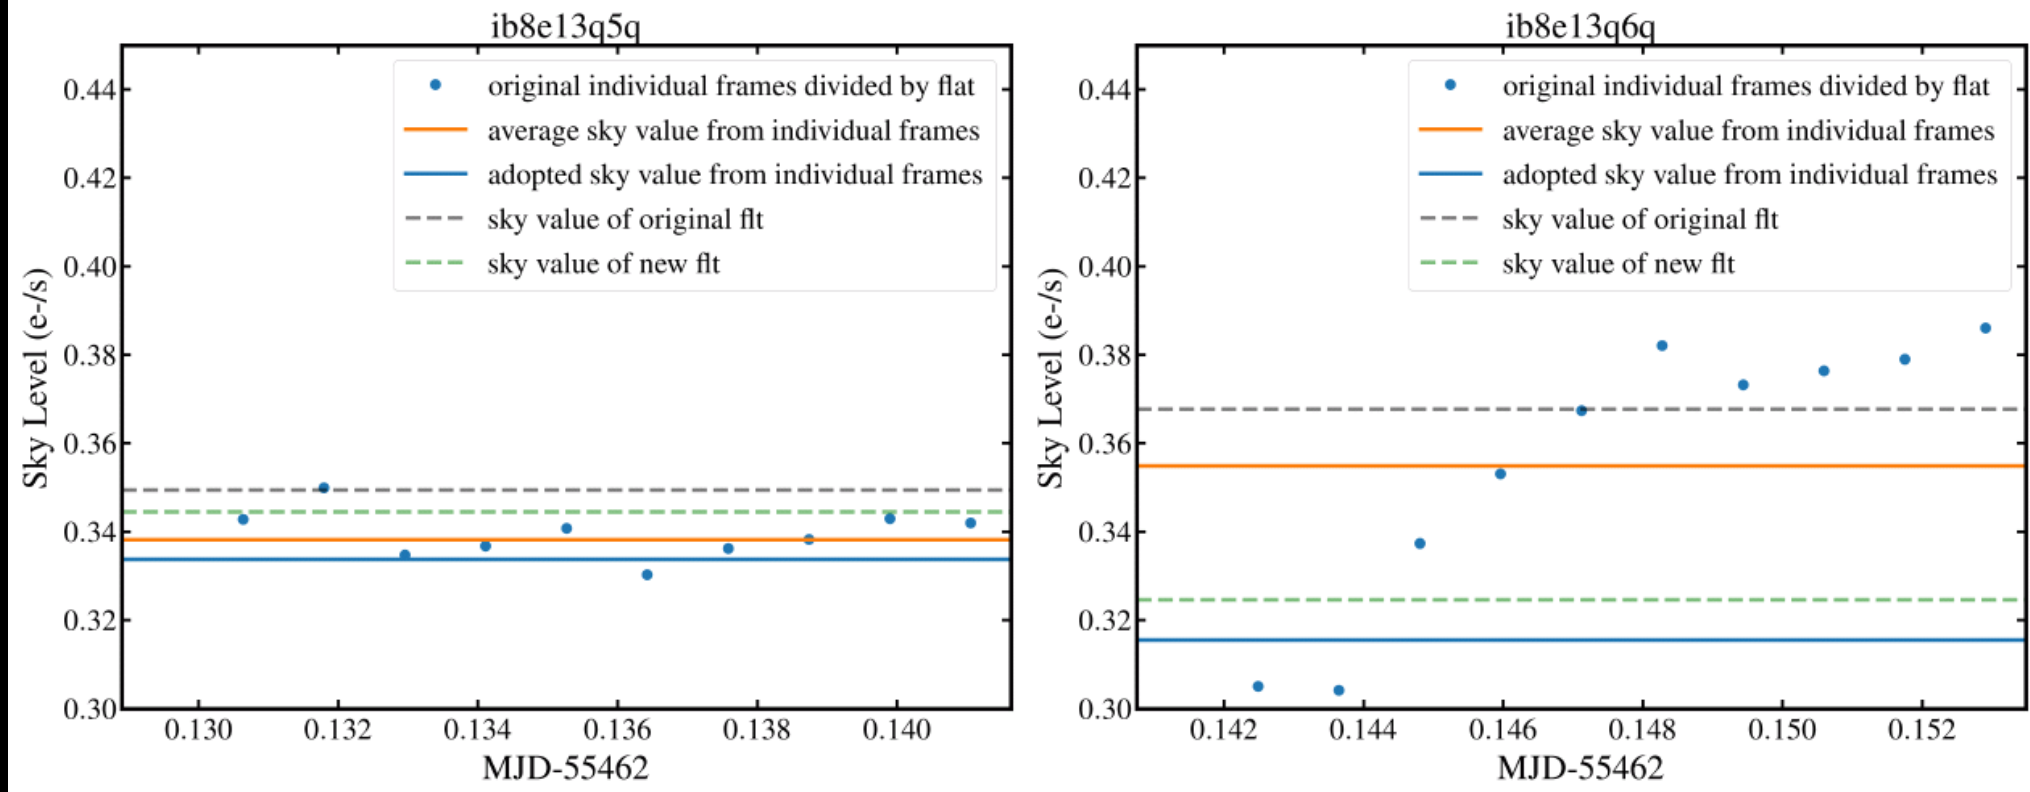 ib8e13q5q
0.44
0.42
0.40
0.38
0.36
0.34
0.32
0.30
Sky Level (e-/s)
original individual frames divided by flat
average sky value from individual frames
adopted sky value from individual frames
sky value of original flt
sky value of new flt
0.130 0.132 0.134 0.136 0.138 0.140
MJD-55462
ib8e13q6q
0.44
0.42
0.40
0.38
0.36
0.34
0.32
0.30
Sky Level (e-/s)
original individual frames divided by flat
average sky value from individual frames
adopted sky value from individual frames
sky value of original flt
sky value of new flt
0.142 0.144 0.146 0.148 0.150 0.152
MJD-55462